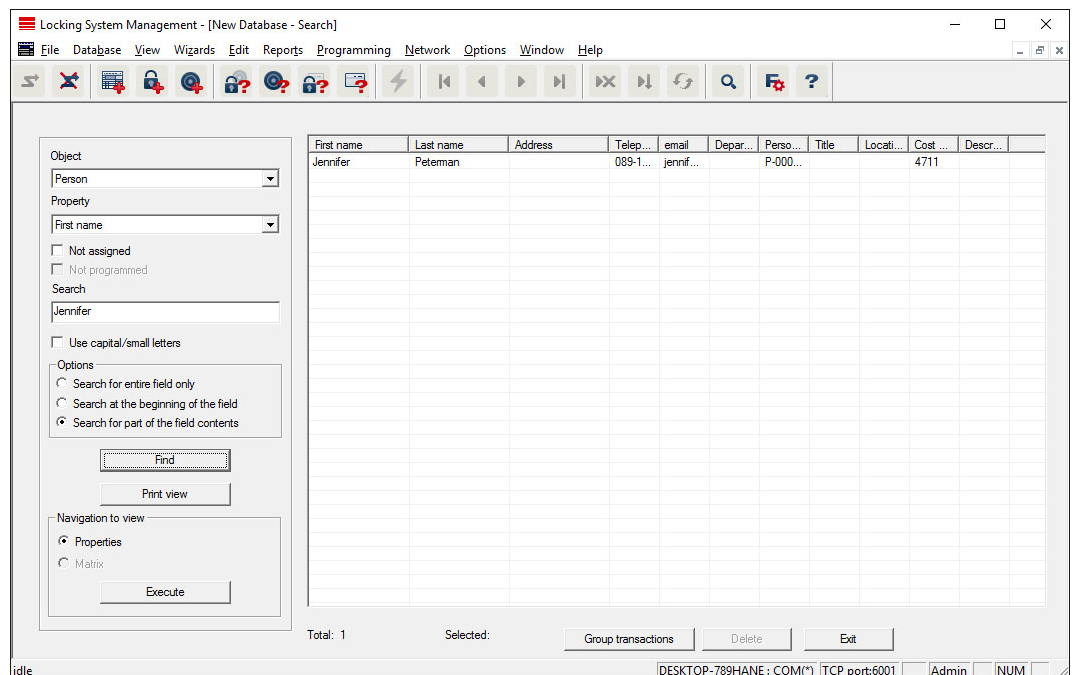 Locking System Management - [New Database - Search]
File Database View Wizards Edit Reports Programming Network Options Window Help
Object
Person
Property
First name
Not assigned
Not programmed
Search
Jennifer
Use capital/small letters
Options
Search for entire field only
Search at the beginning of the field
Search for part of the field contents
Find
Print view
Navigation to view
Properties
Matrix
Execute
First name Last name Address Telep... email Depar... Perso... Title Locati... Cost ... Descr...
Jennifer Peterman 089-1... jennif... P-000... 4711
Total: 1 Selected: Group transactions Delete Exit
idle DESKTOP-789HANE : COM(*) TCP port:6001 Admin NUM